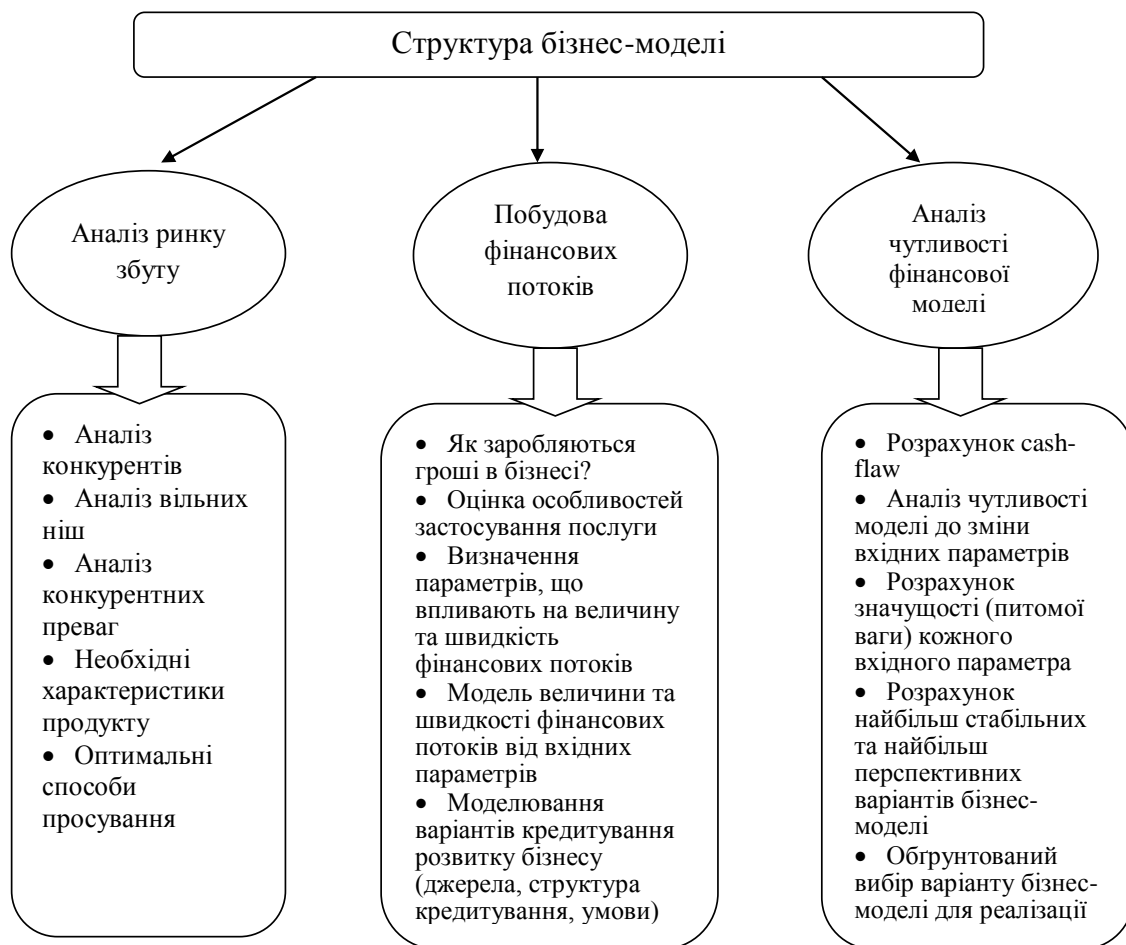 Структура бізнес-моделі
Аналіз ринку
збуту
Побудова
фінансових
потоків
Аналіз
чутливості
фінансової
моделі
• Аналіз
конкурентів
• Аналіз вільних
ніш
• Аналіз
конкурентних
преваг
• Необхідні
характеристики
продукту
• Оптимальні
способи
просування
• Як заробляються
гроші в бізнесі?
• Оцінка особливостей
застосування послуги
• Визначення
параметрів, що
впливають на величину
та швидкість
фінансових потоків
• Модель величини та
швидкості фінансових
потоків від вхідних
параметрів
• Моделювання
варіантів кредитування
розвитку бізнесу
(джерела, структура
кредитування, умови)
• Розрахунок cash-
flaw
• Аналіз чутливості
моделі до зміни
вхідних параметрів
• Розрахунок
значущості (питомої
ваги) кожного
вхідного параметра
• Розрахунок
найбільш стабільних
та найбільш
перспективних
варіантів бізнес-
моделі
• Обґрунтований
вибір варіанту бізнес-
моделі для реалізації